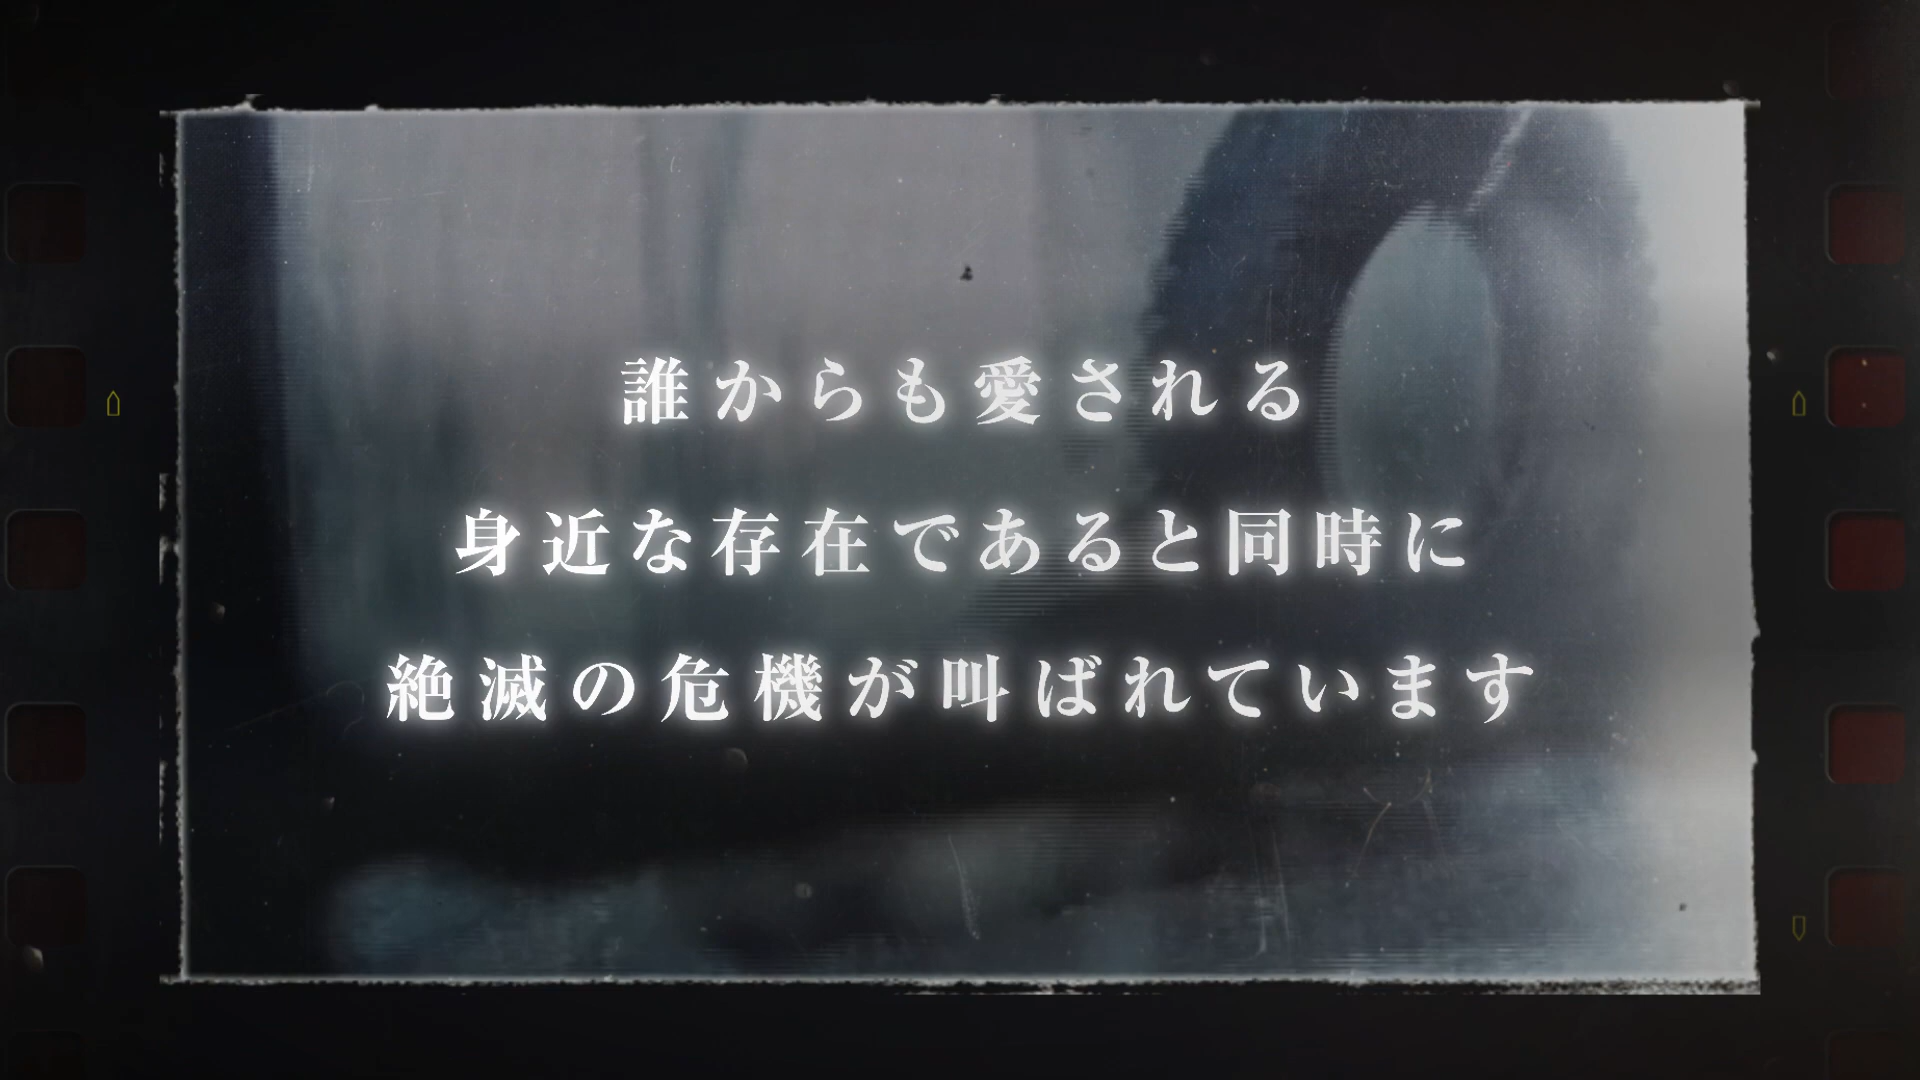 誰からも愛される
身近な存在であると同時に
絶滅の危機が叫ばれています